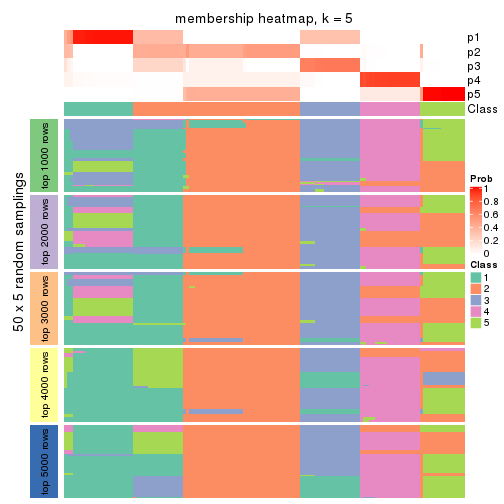 membership heatmap, k = 5
p1
p2
p3
p4
p5
Class
50 x 5 random samplings
top 1000 rows
top 2000 rows
top 3000 rows
top 4000 rows
top 5000 rows
Prob
1
0.8
0.6
0.4
0.2
0
Class
1
2
3
4
5